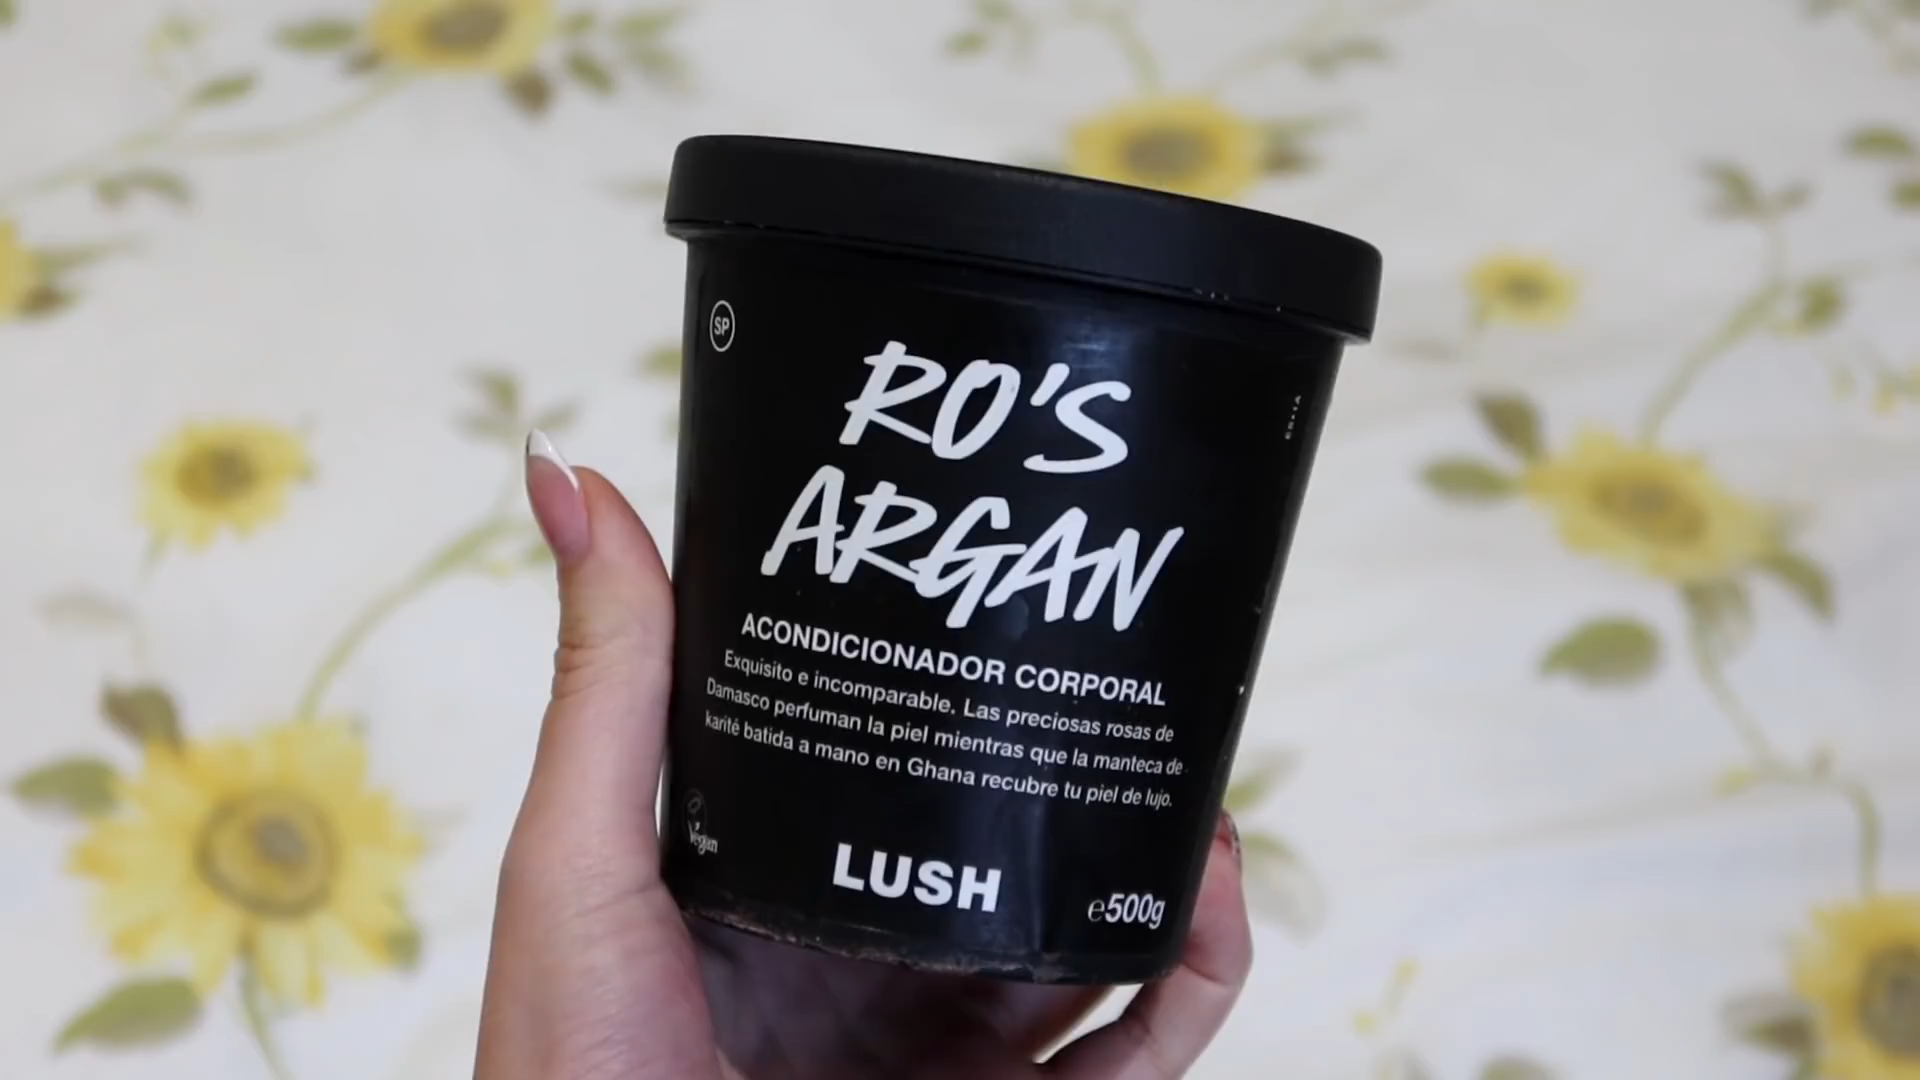 SP
RO'S
ARGAN
ACONDICIONADOR CORPORAL
Exquisito e incomparable. Las preciosas rosas de
Damasco perfuman la piel mientras que la manteca de
karité batida a mano en Ghana recubre tu piel de lujo.
Vegan
LUSH
e500g